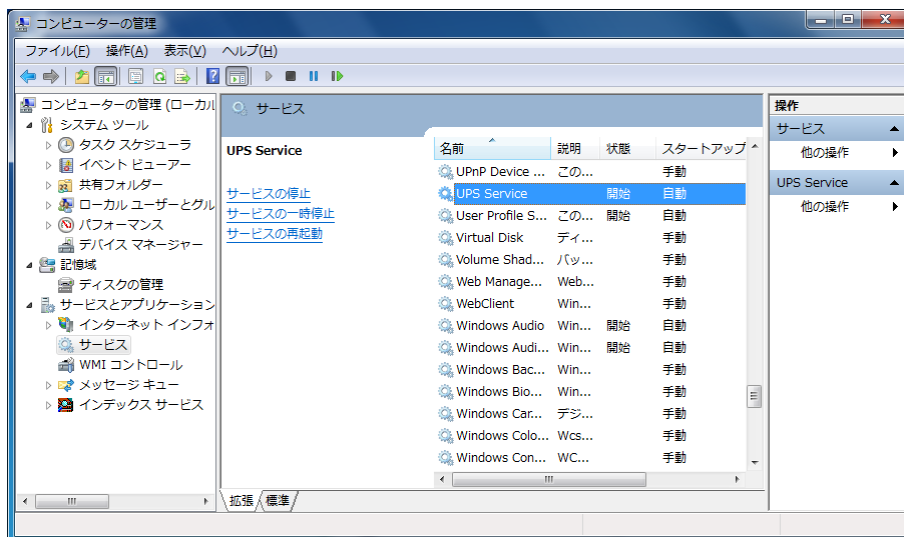 コンピューターの管理
ファイル(F) 操作(A) 表示(V) ヘルプ(H)
コンピューターの管理 (ローカル
システム ツール
タスク スケジューラ
イベント ビューアー
共有フォルダー
ローカル ユーザーとグル
パフォーマンス
デバイス マネージャー
記憶域
ディスクの管理
サービスとアプリケーション
インターネット インフォ
サービス
WMI コントロール
メッセージ キュー
インデックス サービス
サービス
UPS Service
サービスの停止
サービスの一時停止
サービスの再起動
名前 説明 状態 スタートアップ
UPnP Device ... この... 手動
UPS Service 開始 自動
User Profile S... この... 開始 自動
Virtual Disk ディ... 手動
Volume Shad... バッ... 手動
Web Manage... Web... 手動
WebClient Win... 手動
Windows Audio Win... 開始 自動
Windows Audi... Win... 開始 自動
Windows Bac... Win... 手動
Windows Bio... Win... 手動
Windows Car... デジ... 手動
Windows Colo... Wcs... 手動
Windows Con... WC... 手動
拡張 標準
操作
サービス
他の操作
UPS Service
他の操作